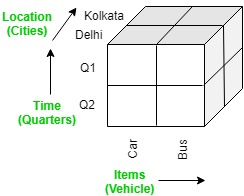 Location
(Cities)
Kolkata
Delhi
Q1
Time
(Quarters)
Q2
Car
Bus
Items
(Vehicle)